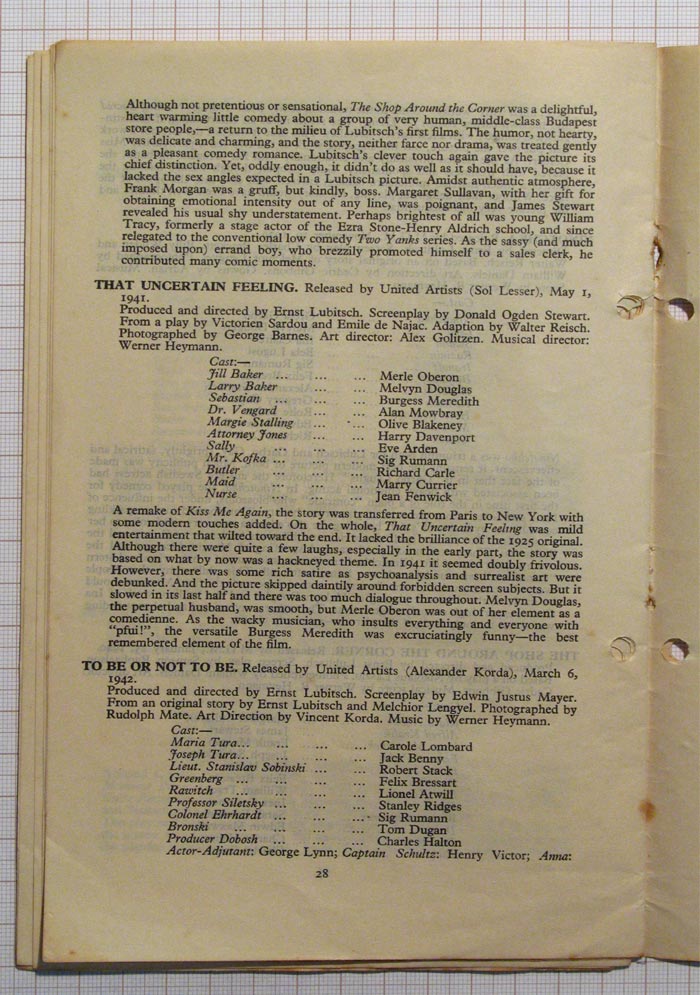 Although not pretentious or sensational, The Shop Around the Corner was a delightful,
heart warming little comedy about a group of very human, middle-class Budapest
store people,—a return to the milieu of Lubitsch's first films. The humor, not hearty,
was delicate and charming, and the story, neither farce nor drama, was treated gently
as a pleasant comedy romance. Lubitsch's clever touch again gave the picture its
chief distinction. Yet, oddly enough, it didn't do as well as it should have, because it
lacked the sex angles expected in a Lubitsch picture. Amidst authentic atmosphere,
Frank Morgan was a gruff, but kindly, boss. Margaret Sullavan, with her gift for
obtaining emotional intensity out of any line, was poignant, and James Stewart
revealed his usual shy understatement. Perhaps brightest of all was young William
Tracy, formerly a stage actor of the Ezra Stone-Henry Aldrich school, and since
relegated to the conventional low comedy Two Yanks series. As the sassy (and much
imposed upon) errand boy, who brezzily promoted himself to a sales clerk, he
contributed many comic moments.
THAT UNCERTAIN FEELING. Released by United Artists (Sol Lesser), May 1,
1941.
Produced and directed by Ernst Lubitsch. Screenplay by Donald Ogden Stewart.
From a play by Victorien Sardou and Emile de Najac. Adaption by Walter Reisch.
Photographed by George Barnes. Art director: Alex Golitzen. Musical director:
Werner Heymann.
Cast:—
Jill Baker ... ... ... Merle Oberon
Larry Baker ... ... Melvyn Douglas
Sebastian ... ... ... Burgess Meredith
Dr. Vengard ... ... Alan Mowbray
Margie Stalling ... ... Olive Blakeney
Attorney Jones ... ... Harry Davenport
Sally ... ... ... Eve Arden
Mr. Kofka ... ... ... Sig Rumann
Butler ... ... ... Richard Carle
Maid ... ... ... Marry Currier
Nurse ... ... ... Jean Fenwick
A remake of Kiss Me Again, the story was transferred from Paris to New York with
some modern touches added. On the whole, That Uncertain Feeling was mild
entertainment that wilted toward the end. It lacked the brilliance of the 1925 original.
Although there were quite a few laughs, especially in the early part, the story was
based on what by now was a hackneyed theme. In 1941 it seemed doubly frivolous.
However, there was some rich satire as psychoanalysis and surrealist art were
debunked. And the picture skipped daintily around forbidden screen subjects. But it
slowed in its last half and there was too much dialogue throughout. Melvyn Douglas,
the perpetual husband, was smooth, but Merle Oberon was out of her element as a
comedienne. As the wacky musician, who insults everything and everyone with
"pfui!", the versatile Burgess Meredith was excruciatingly funny—the best
remembered element of the film.
TO BE OR NOT TO BE. Released by United Artists (Alexander Korda), March 6,
1942.
Produced and directed by Ernst Lubitsch. Screenplay by Edwin Justus Mayer.
From an original story by Ernst Lubitsch and Melchior Lengyel. Photographed by
Rudolph Mate. Art Direction by Vincent Korda. Music by Werner Heymann.
Cast:—
Maria Tura... ... ... ... Carole Lombard
Joseph Tura... ... ... ... Jack Benny
Lieut. Stanislav Sobinski ... ... Robert Stack
Greenberg ... ... ... ... Felix Bressart
Rawitch ... ... ... ... Lionel Atwill
Professor Siletsky ... ... ... Stanley Ridges
Colonel Ehrhardt ... ... ... Sig Rumann
Bronski ... ... ... Tom Dugan
Producer Dobosh ... ... ... Charles Halton
Actor-Adjutant: George Lynn; Captain Schultz: Henry Victor; Anna:
28